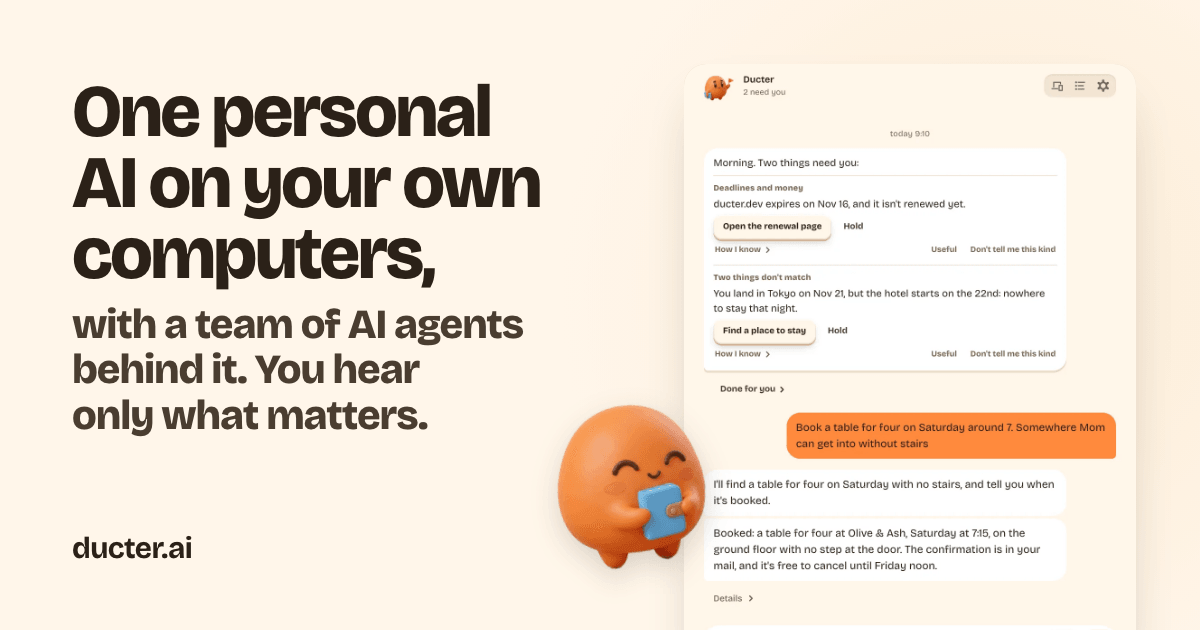 One personal
AI on your own
computers,
with a team of AI agents
behind it. You hear
only what matters.
ducter.ai
Ducter
2 need you
today 9:10
Morning. Two things need you:
Deadlines and money
ducter.dev expires on Nov 16, and it isn't renewed yet.
Open the renewal page Hold
How I know > Useful Don't tell me this kind
Two things don't match
You land in Tokyo on Nov 21, but the hotel starts on the 22nd: nowhere
to stay that night.
Find a place to stay Hold
How I know > Useful Don't tell me this kind
Done for you >
Book a table for four on Saturday around 7. Somewhere Mom
can get into without stairs
I'll find a table for four on Saturday with no stairs, and tell you when
it's booked.
Booked: a table for four at Olive & Ash, Saturday at 7:15, on the
ground floor with no step at the door. The confirmation is in your
mail, and it's free to cancel until Friday noon.
Details >